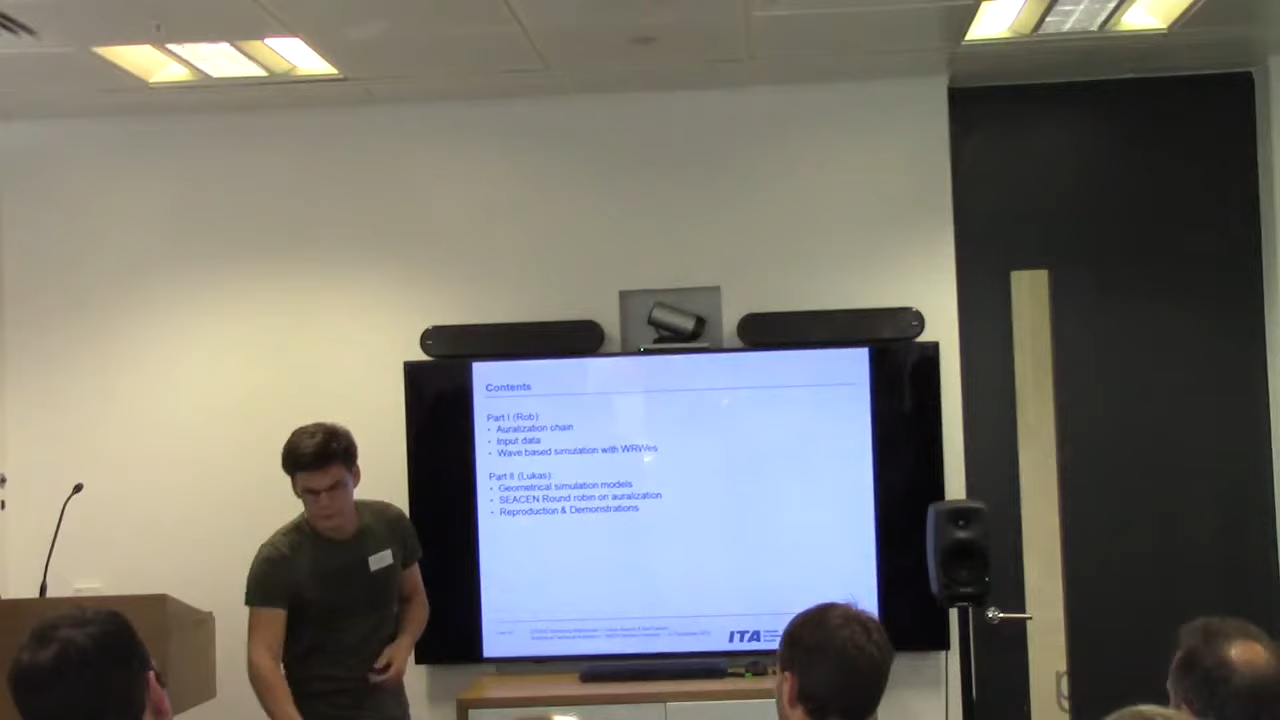 Contents
Part I (Rob):
• Auralization chain
• Input data
• Wave based simulation with WRWes
Part II (Lukas):
• Geometrical simulation models
• SEACEN Round robin on auralization
• Reproduction & Demonstrations
ITA